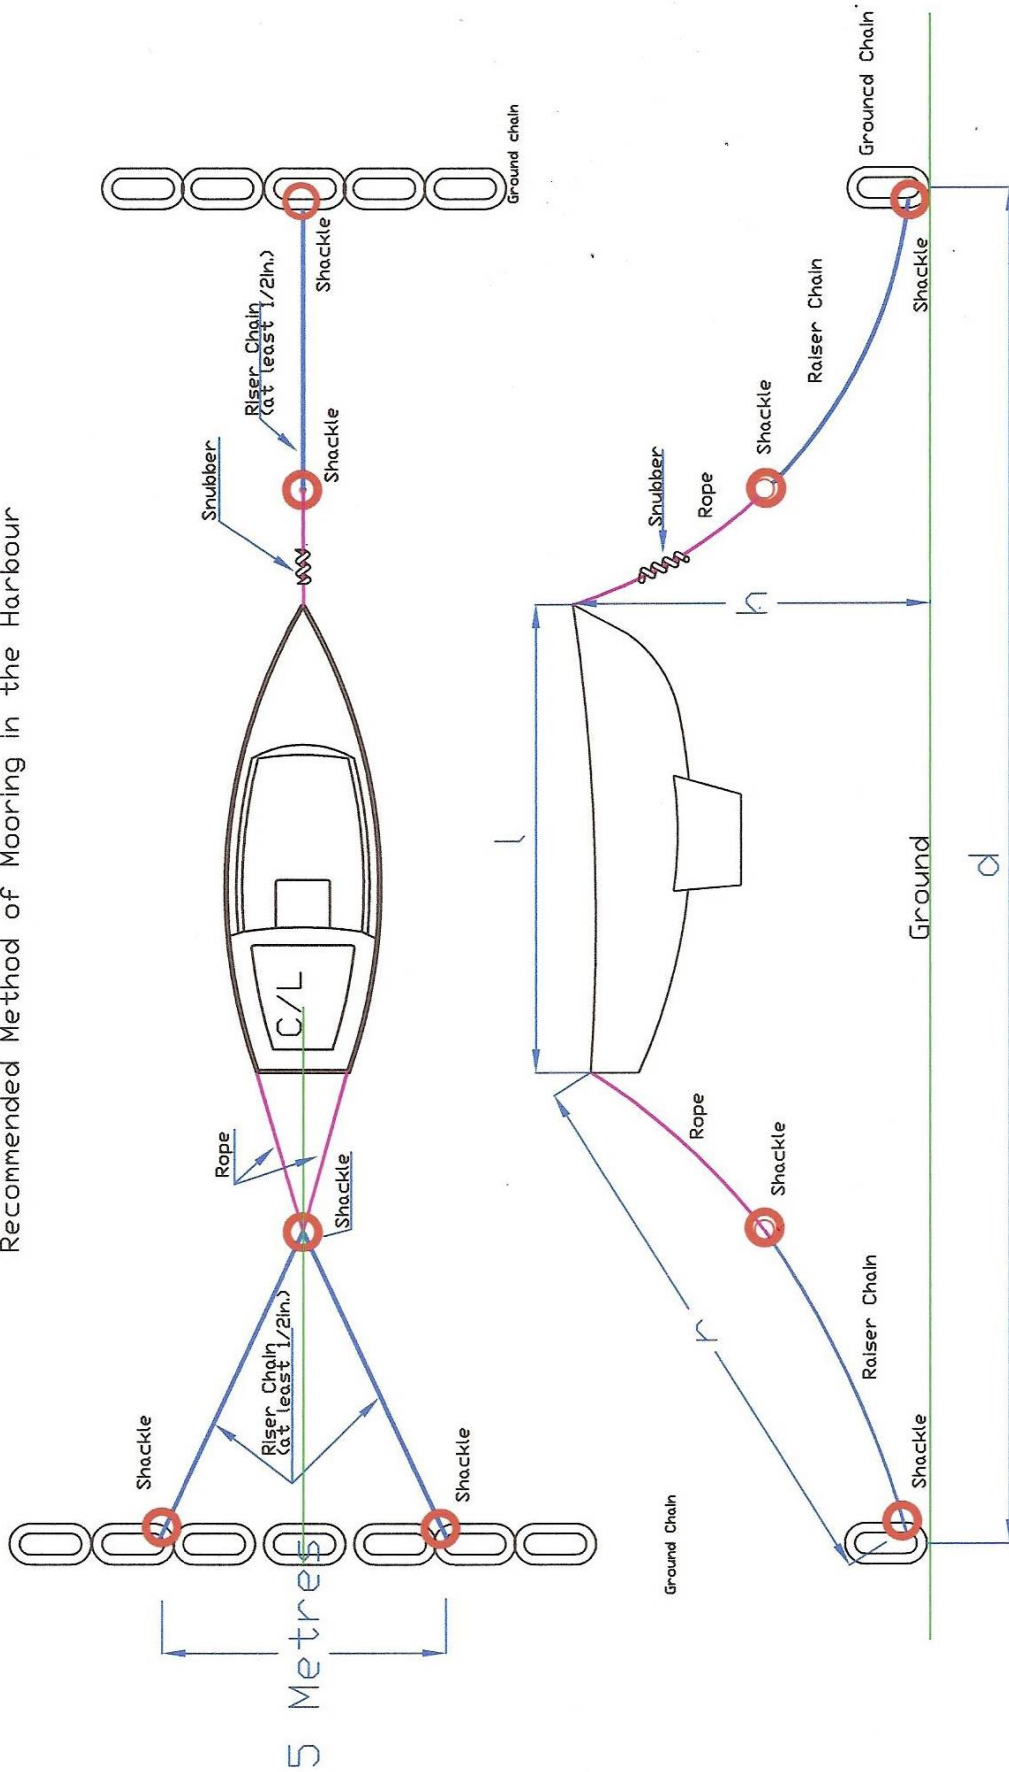 Recommended Method of Mooring in the Harbour
5 Metres
Shackle
Riser Chain
(at least 1/2in.)
Shackle
Rope
Shackle
C/L
Snubber
Shackle
Riser Chain
(at least 1/2in.)
Shackle
Ground chain
Ground Chain
r
Shackle
Raiser Chain
Shackle
Rope
l
Ground
d
h
Snubber
Rope
Shackle
Raiser Chain
Shackle
Grouncd Chain